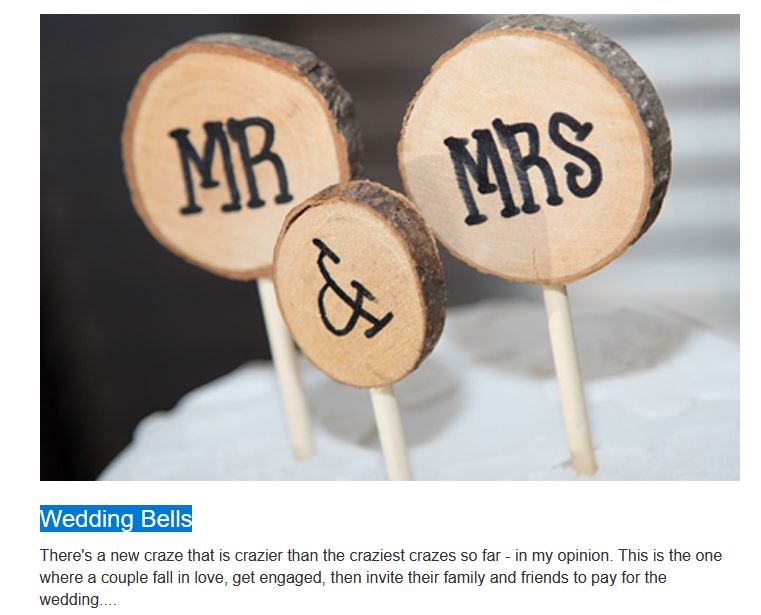 MR
&
MRS
Wedding Bells
There's a new craze that is crazier than the craziest crazes so far - in my opinion. This is the one
where a couple fall in love, get engaged, then invite their family and friends to pay for the
wedding....